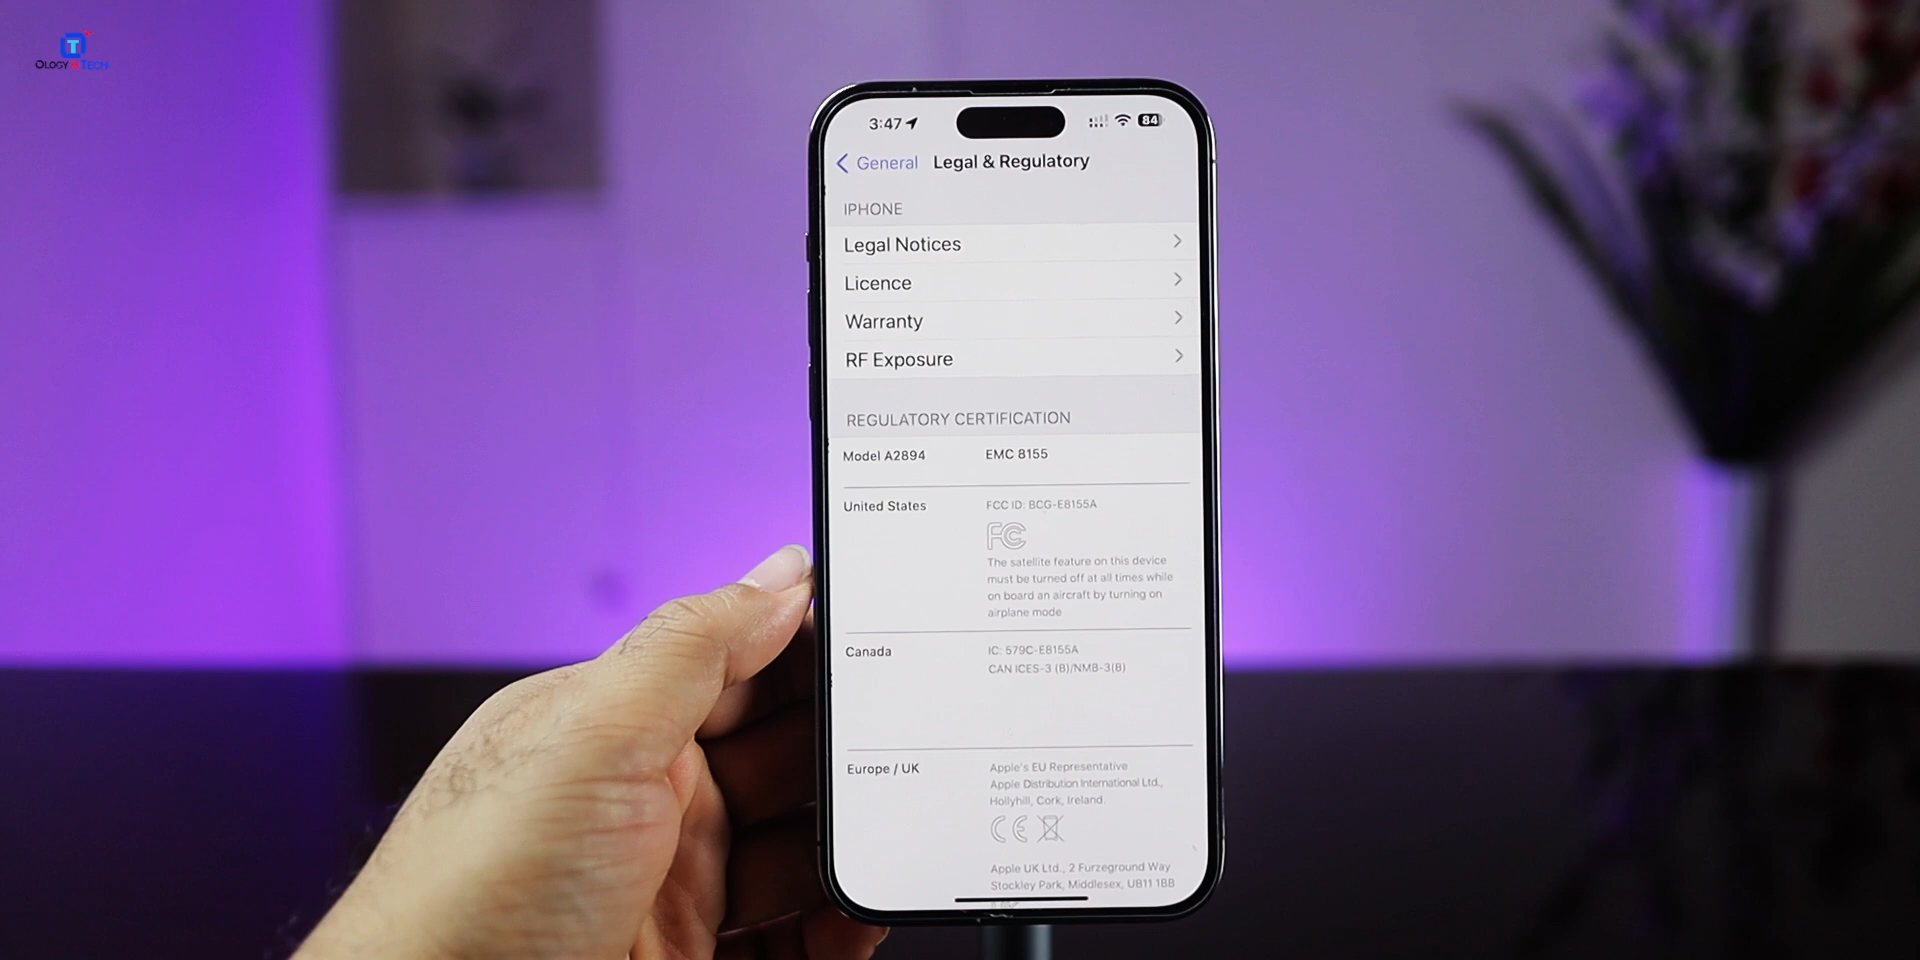 T
OLOGY TECH
3:47
84
General Legal & Regulatory
IPHONE
Legal Notices
Licence
Warranty
RF Exposure
REGULATORY CERTIFICATION
Model A2894 EMC 8155
United States FCC ID: BCG-E8155A
FC
The satellite feature on this device
must be turned off at all times while
on board an aircraft by turning on
airplane mode
Canada IC: 579C-E8155A
CAN ICES-3 (B)/NMB-3(B)
Europe / UK Apple's EU Representative
Apple Distribution International Ltd.,
Hollyhill, Cork, Ireland.
CE
Apple UK Ltd., 2 Furzeground Way
Stockley Park, Middlesex, UB11 1BB